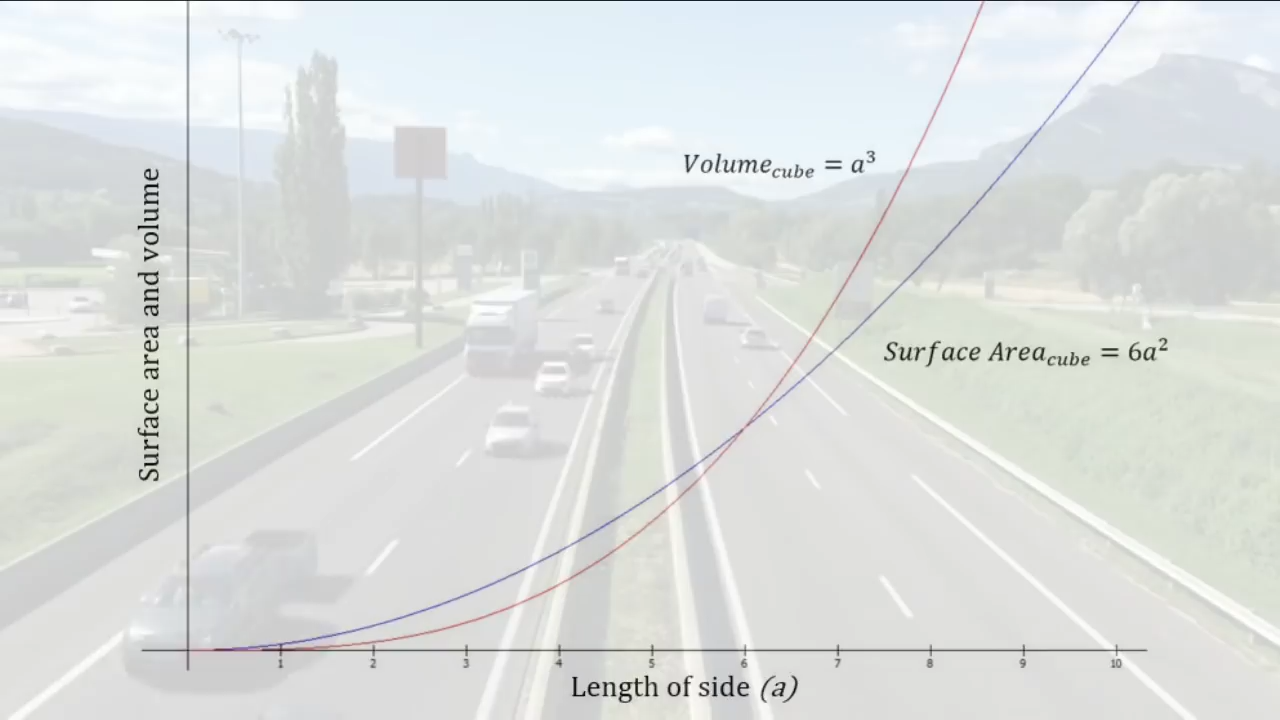 Surface area and volume
Volume_cube = a³
Surface Area_cube = 6a²
1 2 3 4 5 6 7 8 9 10
Length of side (a)